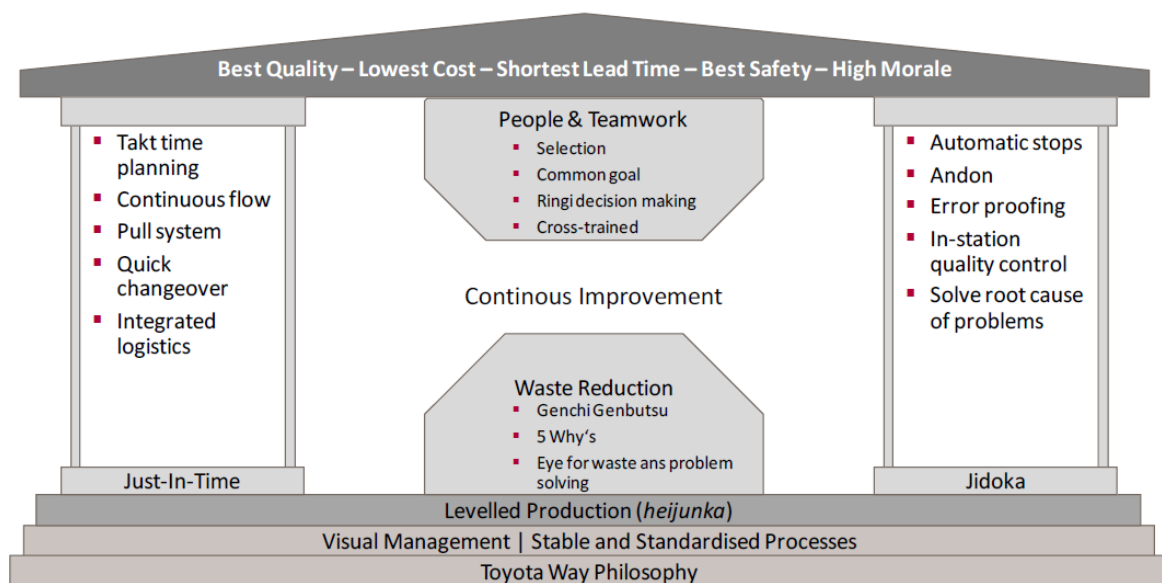 Best Quality – Lowest Cost – Shortest Lead Time – Best Safety – High Morale
Takt time
planning
Continuous flow
Pull system
Quick
changeover
Integrated
logistics
Just-In-Time
People & Teamwork
Selection
Common goal
Ringi decision making
Cross-trained
Continous Improvement
Waste Reduction
Genchi Genbutsu
5 Why‘s
Eye for waste ans problem
solving
Automatic stops
Andon
Error proofing
In-station
quality control
Solve root cause
of problems
Jidoka
Levelled Production (heijunka)
Visual Management | Stable and Standardised Processes
Toyota Way Philosophy